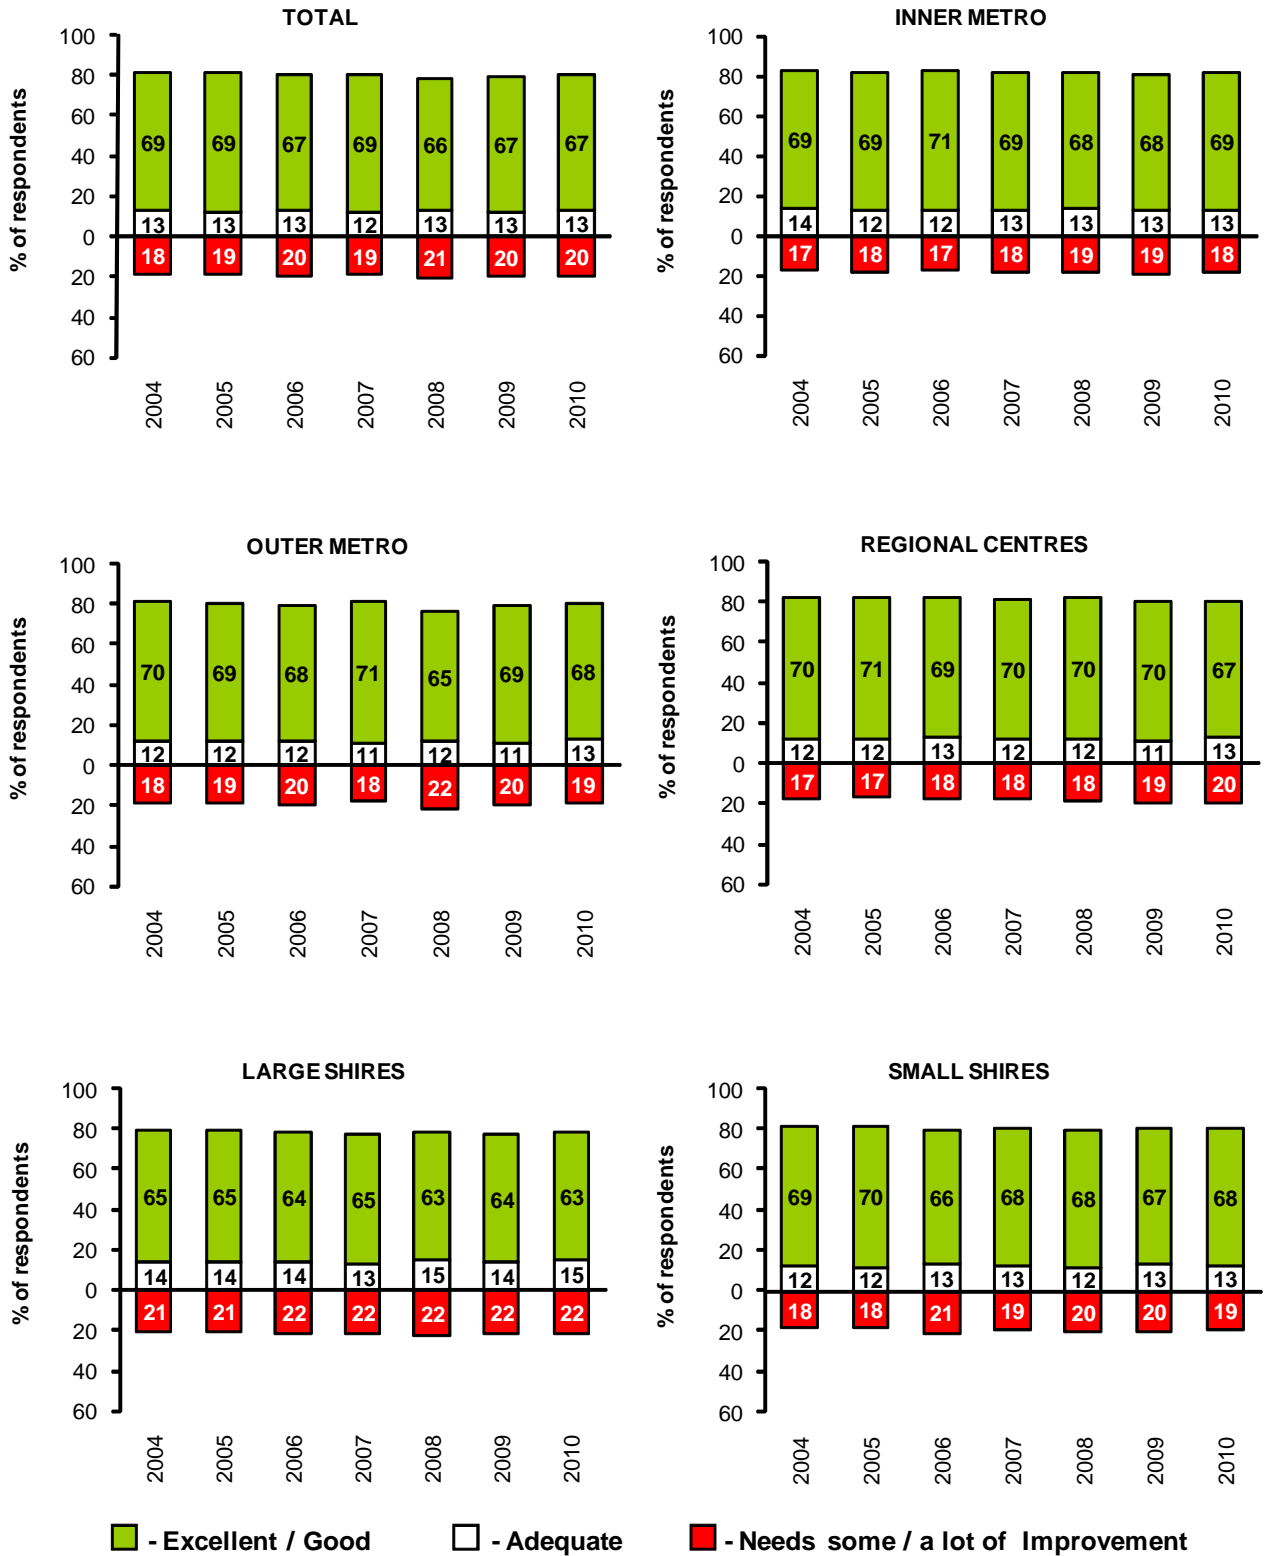 TOTAL
% of respondents
100
80
60
40
20
0
20
40
60
69 69 67 69 66 67 67
13 13 13 12 13 13 13
18 19 20 19 21 20 20
2004 2005 2006 2007 2008 2009 2010
INNER METRO
% of respondents
100
80
60
40
20
0
20
40
60
69 69 71 69 68 68 69
14 12 12 13 13 13 13
17 18 17 18 19 19 18
2004 2005 2006 2007 2008 2009 2010
OUTER METRO
% of respondents
100
80
60
40
20
0
20
40
60
70 69 68 71 65 69 68
12 12 12 11 12 11 13
18 19 20 18 22 20 19
2004 2005 2006 2007 2008 2009 2010
REGIONAL CENTRES
% of respondents
100
80
60
40
20
0
20
40
60
70 71 69 70 70 70 67
12 12 13 12 12 11 13
17 17 18 18 18 19 20
2004 2005 2006 2007 2008 2009 2010
LARGE SHIRES
% of respondents
100
80
60
40
20
0
20
40
60
65 65 64 65 63 64 63
14 14 14 13 15 14 15
21 21 22 22 22 22 22
2004 2005 2006 2007 2008 2009 2010
SMALL SHIRES
% of respondents
100
80
60
40
20
0
20
40
60
69 70 66 68 68 67 68
12 12 13 13 12 13 13
18 18 21 19 20 20 19
2004 2005 2006 2007 2008 2009 2010
- Excellent / Good - Adequate - Needs some / a lot of Improvement